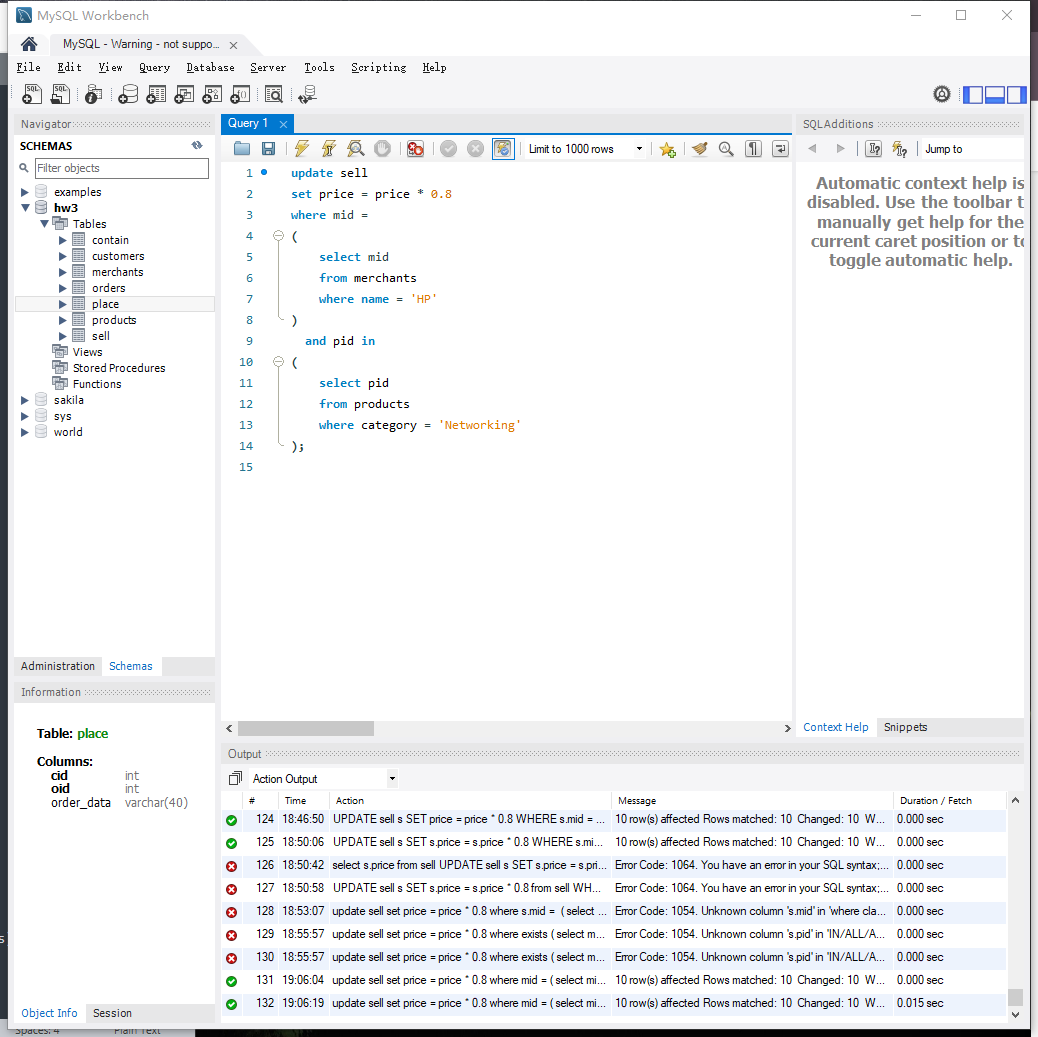 MySQL Workbench
MySQL - Warning - not suppo...
File Edit View Query Database Server Tools Scripting Help
Navigator
SCHEMAS
Filter objects
examples
hw3
Tables
contain
customers
merchants
orders
place
products
sell
Views
Stored Procedures
Functions
sakila
sys
world
Administration Schemas
Information
Table: place
Columns:
cid int
oid int
order_data varchar(40)
Object Info Session
Query 1
Limit to 1000 rows
1 update sell
2 set price = price * 0.8
3 where mid =
4 (
5 select mid
6 from merchants
7 where name = 'HP'
8 )
9 and pid in
10 (
11 select pid
12 from products
13 where category = 'Networking'
14 );
15
SQLAdditions
Jump to
Automatic context help is
disabled. Use the toolbar t
manually get help for the
current caret position or to
toggle automatic help.
Context Help Snippets
Output
Action Output
# Time Action Message Duration / Fetch
124 18:46:50 UPDATE sell s SET price = price * 0.8 WHERE s.mid = ... 10 row(s) affected Rows matched: 10 Changed: 10 W... 0.000 sec
125 18:50:06 UPDATE sell s SET s.price = s.price * 0.8 WHERE s.mi... 10 row(s) affected Rows matched: 10 Changed: 10 W... 0.000 sec
126 18:50:42 select s.price from sell UPDATE sell s SET s.price = s.pri... Error Code: 1064. You have an error in your SQL syntax;... 0.000 sec
127 18:50:58 UPDATE sell s SET s.price = s.price * 0.8 from sell WH... Error Code: 1064. You have an error in your SQL syntax;... 0.000 sec
128 18:53:07 update sell set price = price * 0.8 where s.mid = ( select ... Error Code: 1054. Unknown column 's.mid' in 'where cla... 0.000 sec
129 18:55:57 update sell set price = price * 0.8 where exists ( select m... Error Code: 1054. Unknown column 's.pid' in 'IN/ALL/A... 0.000 sec
130 18:55:57 update sell set price = price * 0.8 where exists ( select m... Error Code: 1054. Unknown column 's.pid' in 'IN/ALL/A... 0.000 sec
131 19:06:04 update sell set price = price * 0.8 where mid = ( select mi... 10 row(s) affected Rows matched: 10 Changed: 10 W... 0.000 sec
132 19:06:19 update sell set price = price * 0.8 where mid = ( select mi... 10 row(s) affected Rows matched: 10 Changed: 10 W... 0.015 sec
Spaces: 4 Plain Text